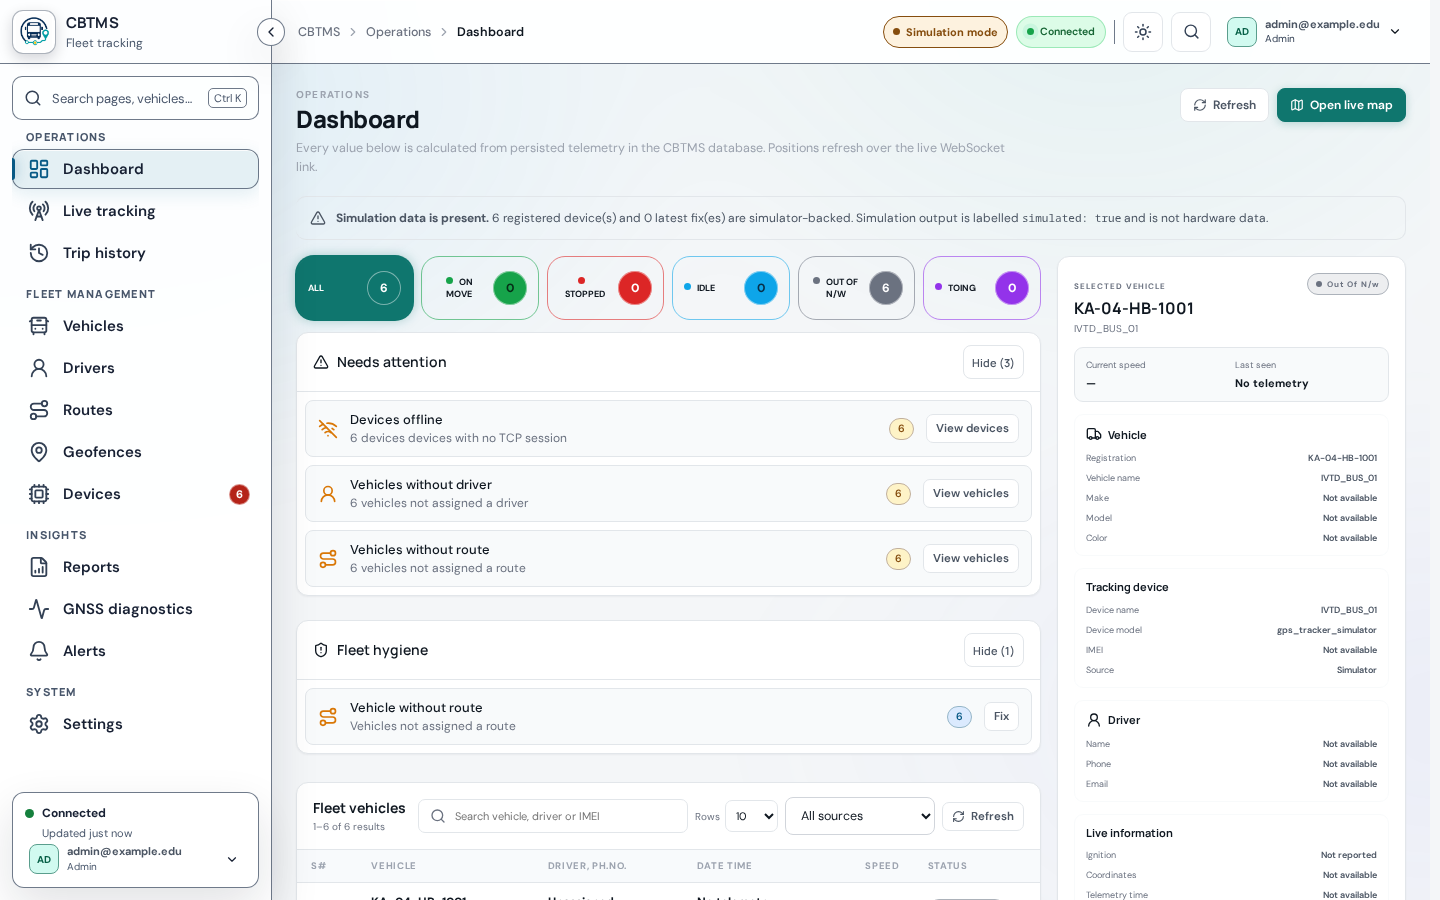 CBTMS
Fleet tracking
Search pages, vehicles... Ctrl K
OPERATIONS
Dashboard
Live tracking
Trip history
FLEET MANAGEMENT
Vehicles
Drivers
Routes
Geofences
Devices 6
INSIGHTS
Reports
GNSS diagnostics
Alerts
SYSTEM
Settings
Connected
Updated just now
AD admin@example.edu
Admin
CBTMS > Operations > Dashboard
Simulation mode
Connected
AD admin@example.edu
Admin
OPERATIONS
Dashboard
Every value below is calculated from persisted telemetry in the CBTMS database. Positions refresh over the live WebSocket
link.
Refresh
Open live map
Simulation data is present. 6 registered device(s) and 0 latest fix(es) are simulator-backed. Simulation output is labelled simulated: true and is not hardware data.
ALL 6
ON MOVE 0
STOPPED 0
IDLE 0
OUT OF N/W 6
TOING 0
Needs attention Hide (3)
Devices offline
6 devices devices with no TCP session
6 View devices
Vehicles without driver
6 vehicles not assigned a driver
6 View vehicles
Vehicles without route
6 vehicles not assigned a route
6 View vehicles
Fleet hygiene Hide (1)
Vehicle without route
Vehicles not assigned a route
6 Fix
Fleet vehicles
1–6 of 6 results
Search vehicle, driver or IMEI
Rows 10
All sources
Refresh
S# VEHICLE DRIVER, PH.NO. DATE TIME SPEED STATUS
SELECTED VEHICLE
Out Of N/w
KA-04-HB-1001
IVTD_BUS_01
Current speed Last seen
— No telemetry
Vehicle
Registration KA-04-HB-1001
Vehicle name IVTD_BUS_01
Make Not available
Model Not available
Color Not available
Tracking device
Device name IVTD_BUS_01
Device model gps_tracker_simulator
IMEI Not available
Source Simulator
Driver
Name Not available
Phone Not available
Email Not available
Live information
Ignition Not reported
Coordinates Not available
Telemetry time Not available